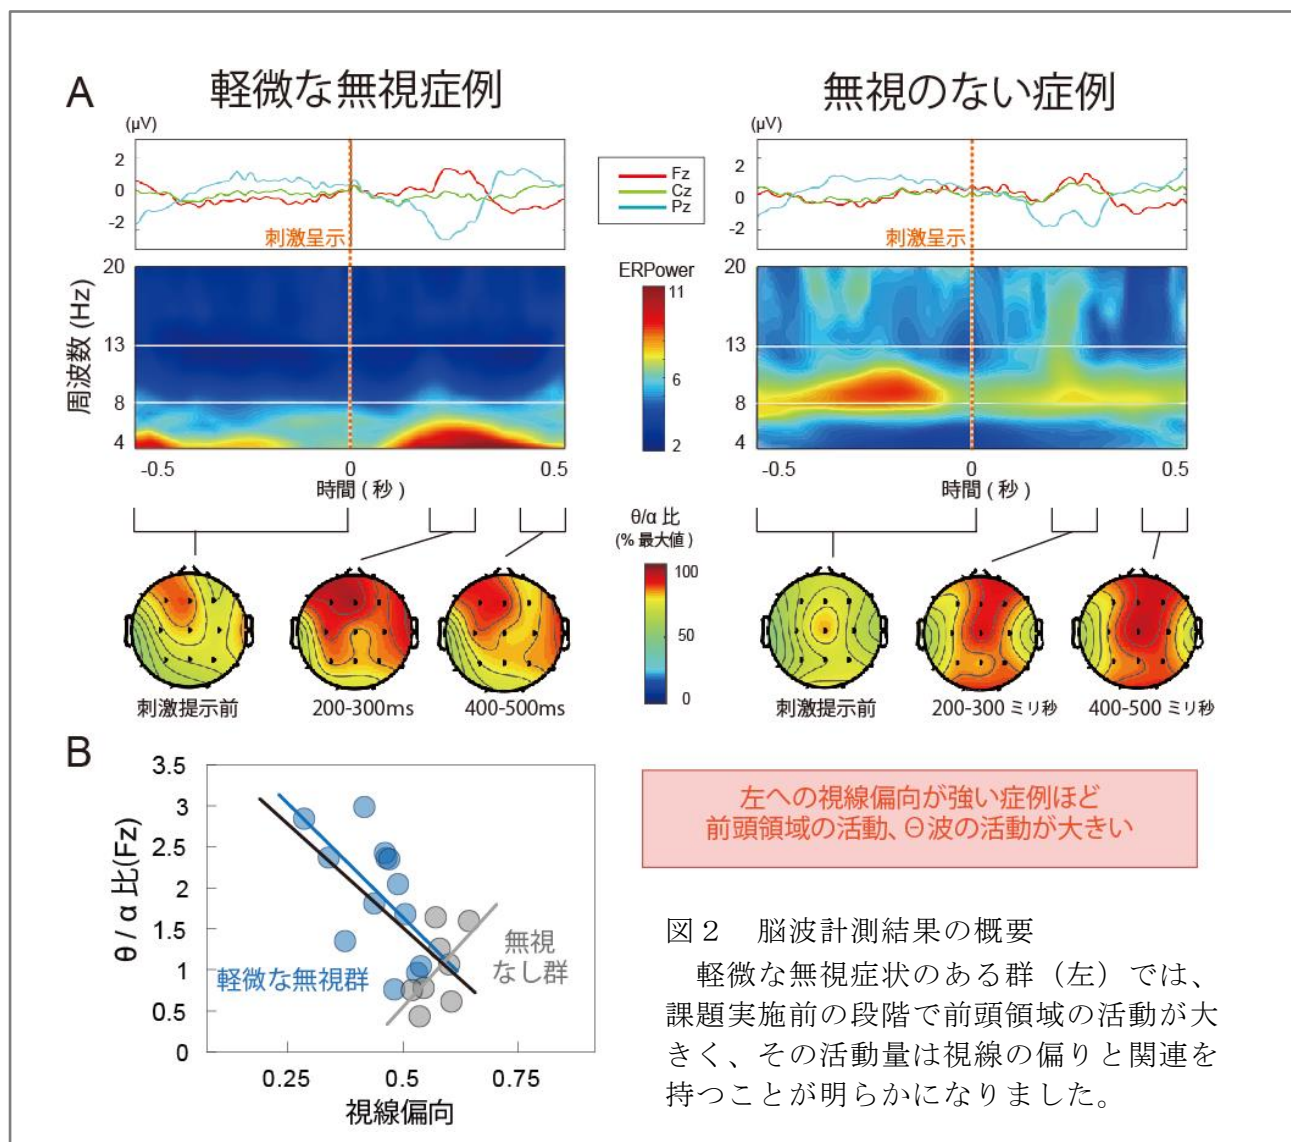 A
軽微な無視症例
無視のない症例
(μV)
2
0
-2
刺激呈示
Fz
Cz
Pz
(μV)
2
0
-2
刺激呈示
周波数 (Hz)
20
13
8
4
-0.5
0
0.5
時間 ( 秒 )
ERPower
11
6
2
20
13
8
4
-0.5
0
0.5
時間 ( 秒 )
θ/α 比
(% 最大値 )
100
50
0
刺激提示前
200-300ms
400-500ms
刺激提示前
200-300 ミリ秒
400-500 ミリ秒
B
θ / α 比(Fz)
3.5
3
2.5
2
1.5
1
0.5
0
0.25
0.5
0.75
視線偏向
軽微な無視群
無視
なし群
左への視線偏向が強い症例ほど
前頭領域の活動、Θ波の活動が大きい
図２　脳波計測結果の概要
　軽微な無視症状のある群（左）では、
課題実施前の段階で前頭領域の活動が大
きく、その活動量は視線の偏りと関連を
持つことが明らかになりました。